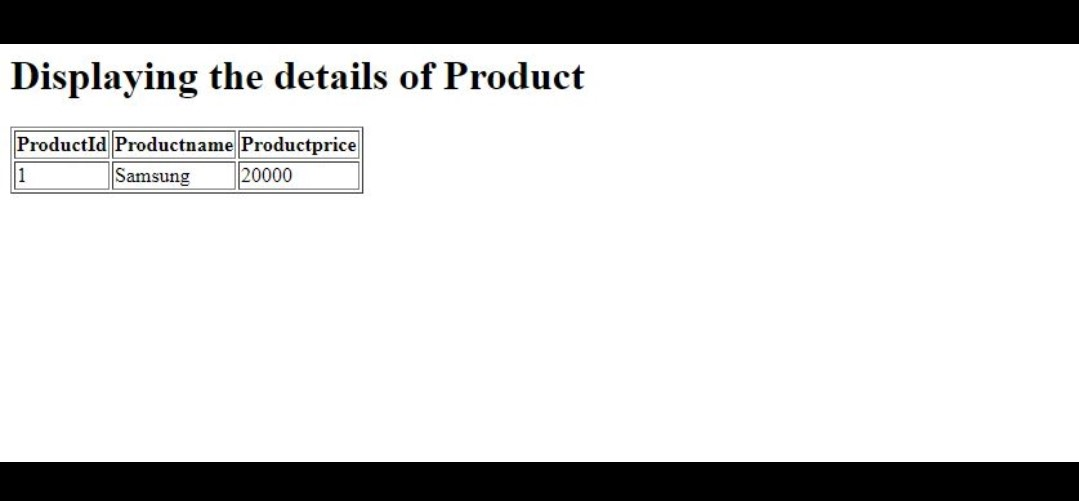 Displaying the details of Product
ProductId Productname Productprice
1 Samsung 20000